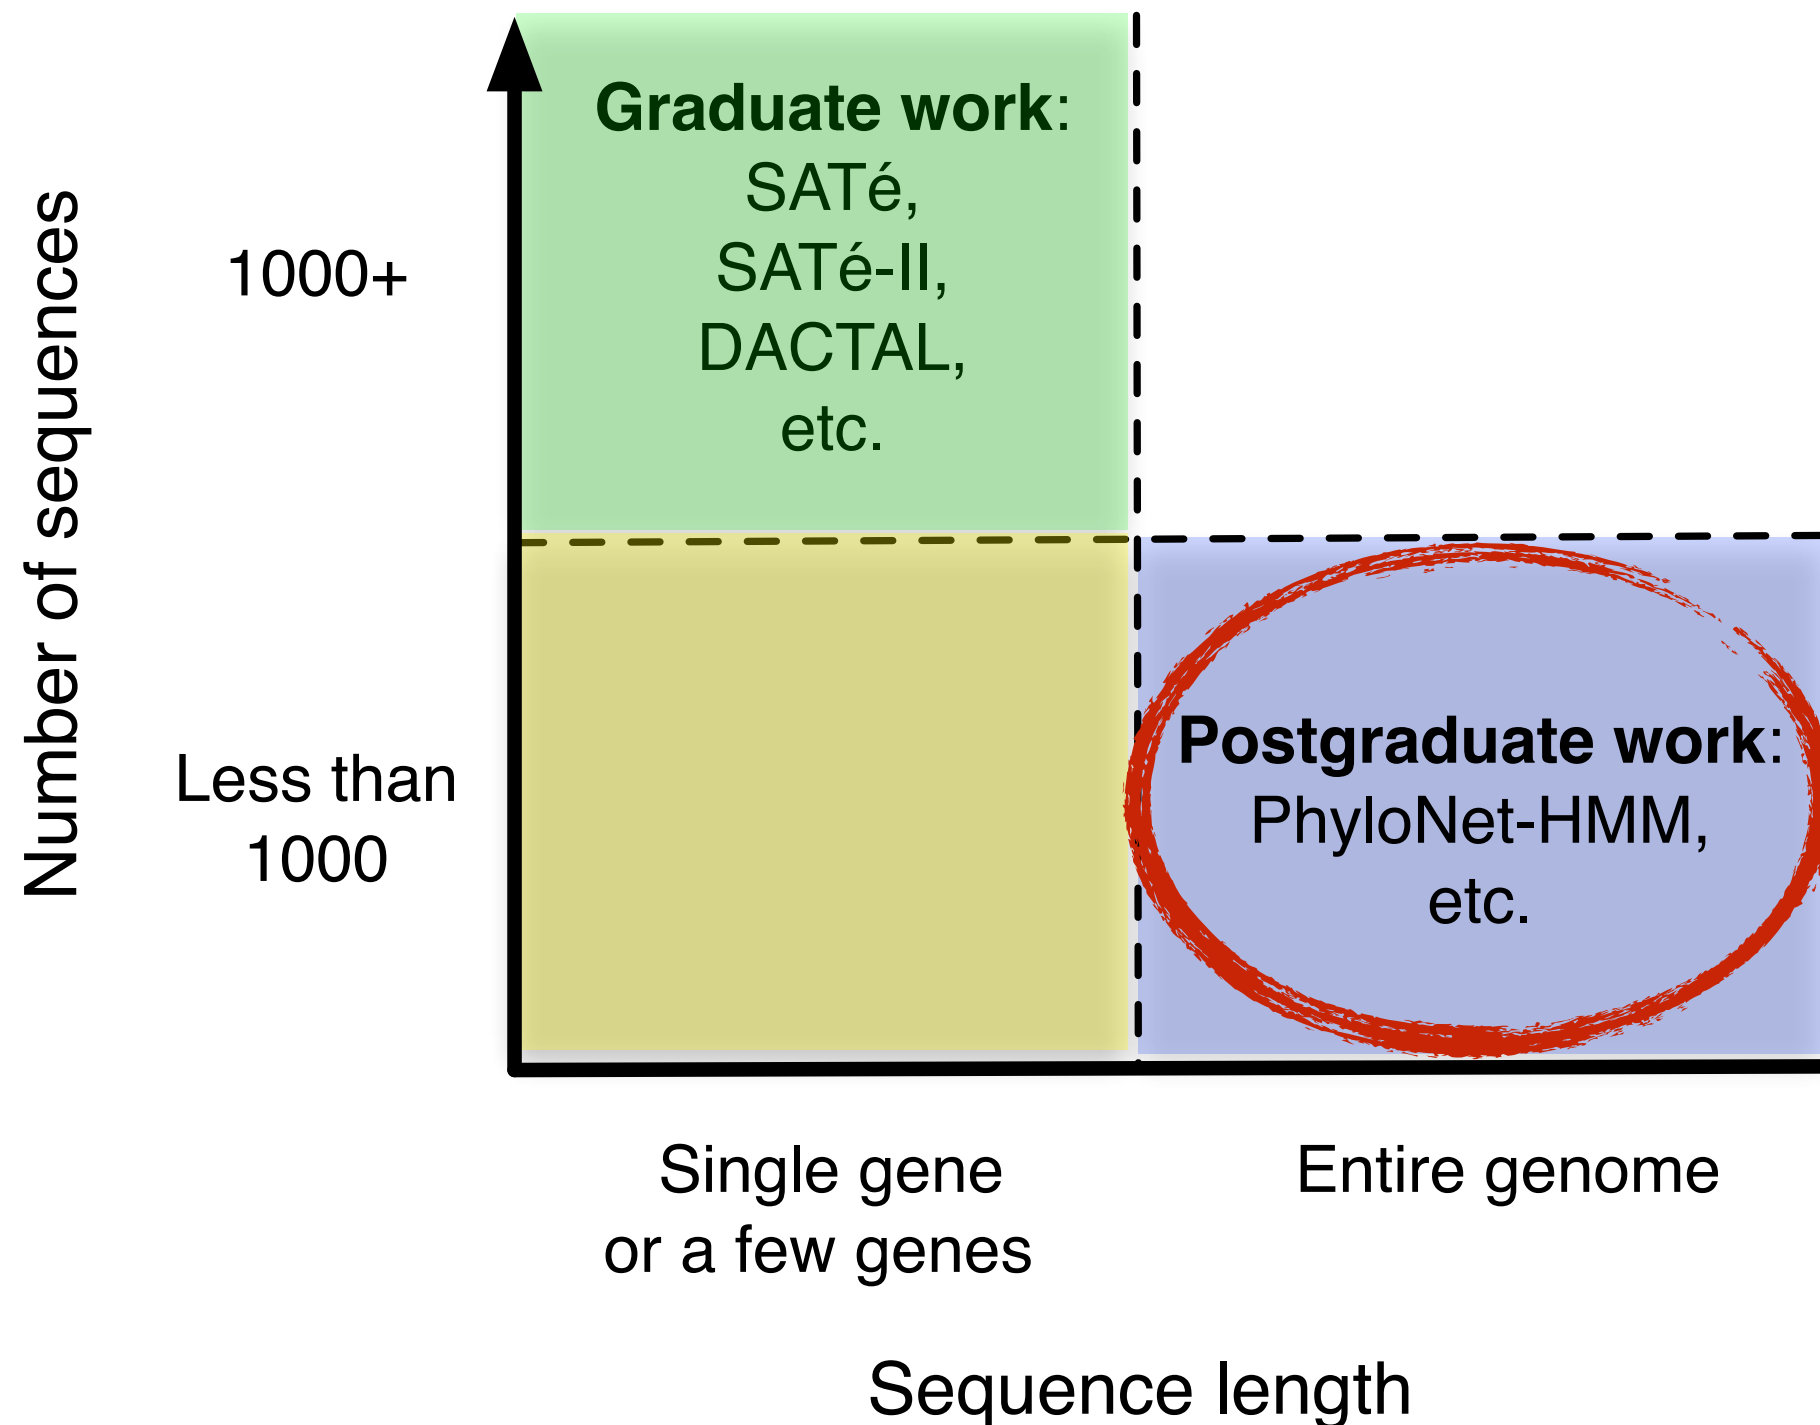 Number of sequences
1000+
Less than
1000
Graduate work:
SATé,
SATé-II,
DACTAL,
etc.
Postgraduate work:
PhyloNet-HMM,
etc.
Single gene
or a few genes
Entire genome
Sequence length